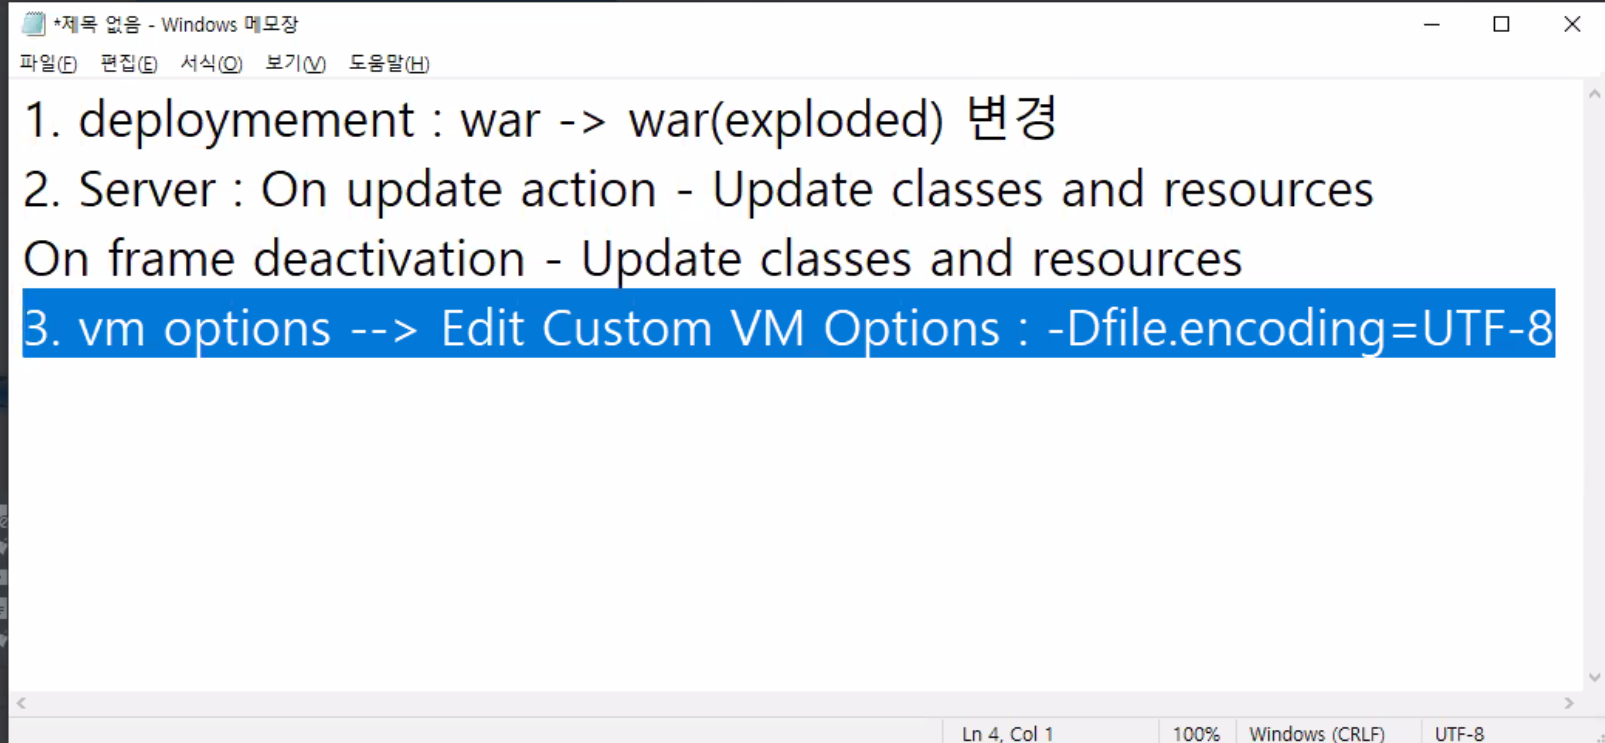 *제목 없음 - Windows 메모장
파일(F) 편집(E) 서식(O) 보기(V) 도움말(H)
1. deploymement : war -> war(exploded) 변경
2. Server : On update action - Update classes and resources
On frame deactivation - Update classes and resources
3. vm options --> Edit Custom VM Options : -Dfile.encoding=UTF-8
Ln 4, Col 1 100% Windows (CRLF) UTF-8